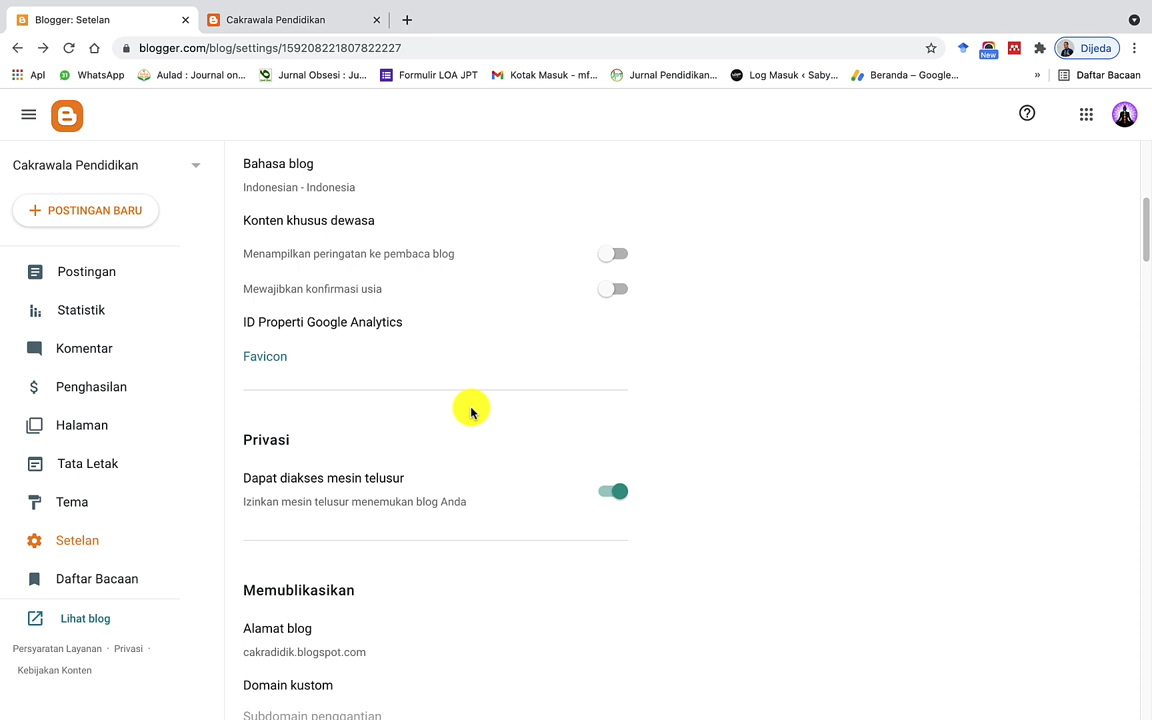 Blogger: Setelan
Cakrawala Pendidikan
blogger.com/blog/settings/159208221807822227
New
Dijeda
Apl
WhatsApp
Aulad : Journal on...
Jurnal Obsesi : Ju...
Formulir LOA JPT
Kotak Masuk - mf...
Jurnal Pendidikan...
Log Masuk ‹ Saby...
Beranda – Google...
»
Daftar Bacaan
Cakrawala Pendidikan
POSTINGAN BARU
Postingan
Statistik
Komentar
Penghasilan
Halaman
Tata Letak
Tema
Setelan
Daftar Bacaan
Lihat blog
Persyaratan Layanan · Privasi ·
Kebijakan Konten
Bahasa blog
Indonesian - Indonesia
Konten khusus dewasa
Menampilkan peringatan ke pembaca blog
Mewajibkan konfirmasi usia
ID Properti Google Analytics
Favicon
Privasi
Dapat diakses mesin telusur
Izinkan mesin telusur menemukan blog Anda
Memublikasikan
Alamat blog
cakradidik.blogspot.com
Domain kustom
Subdomain penggantian